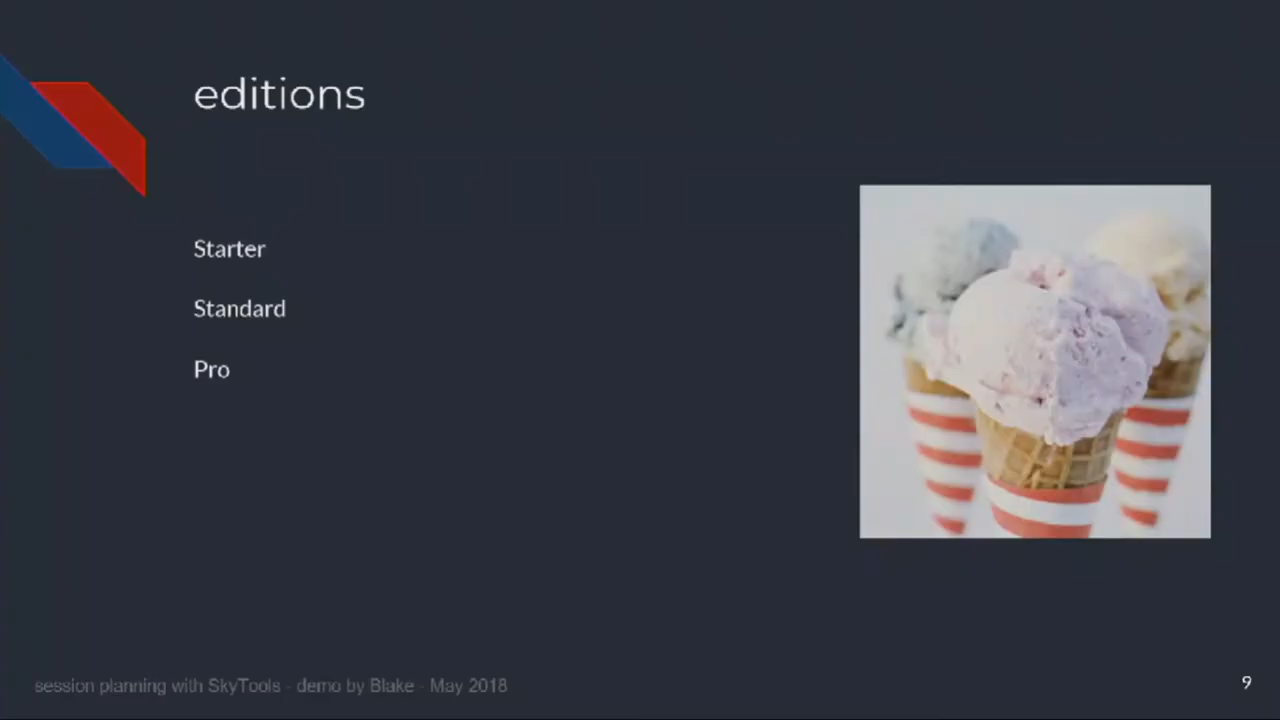 editions
Starter
Standard
Pro
session planning with SkyTools - demo by Blake - May 2018
9